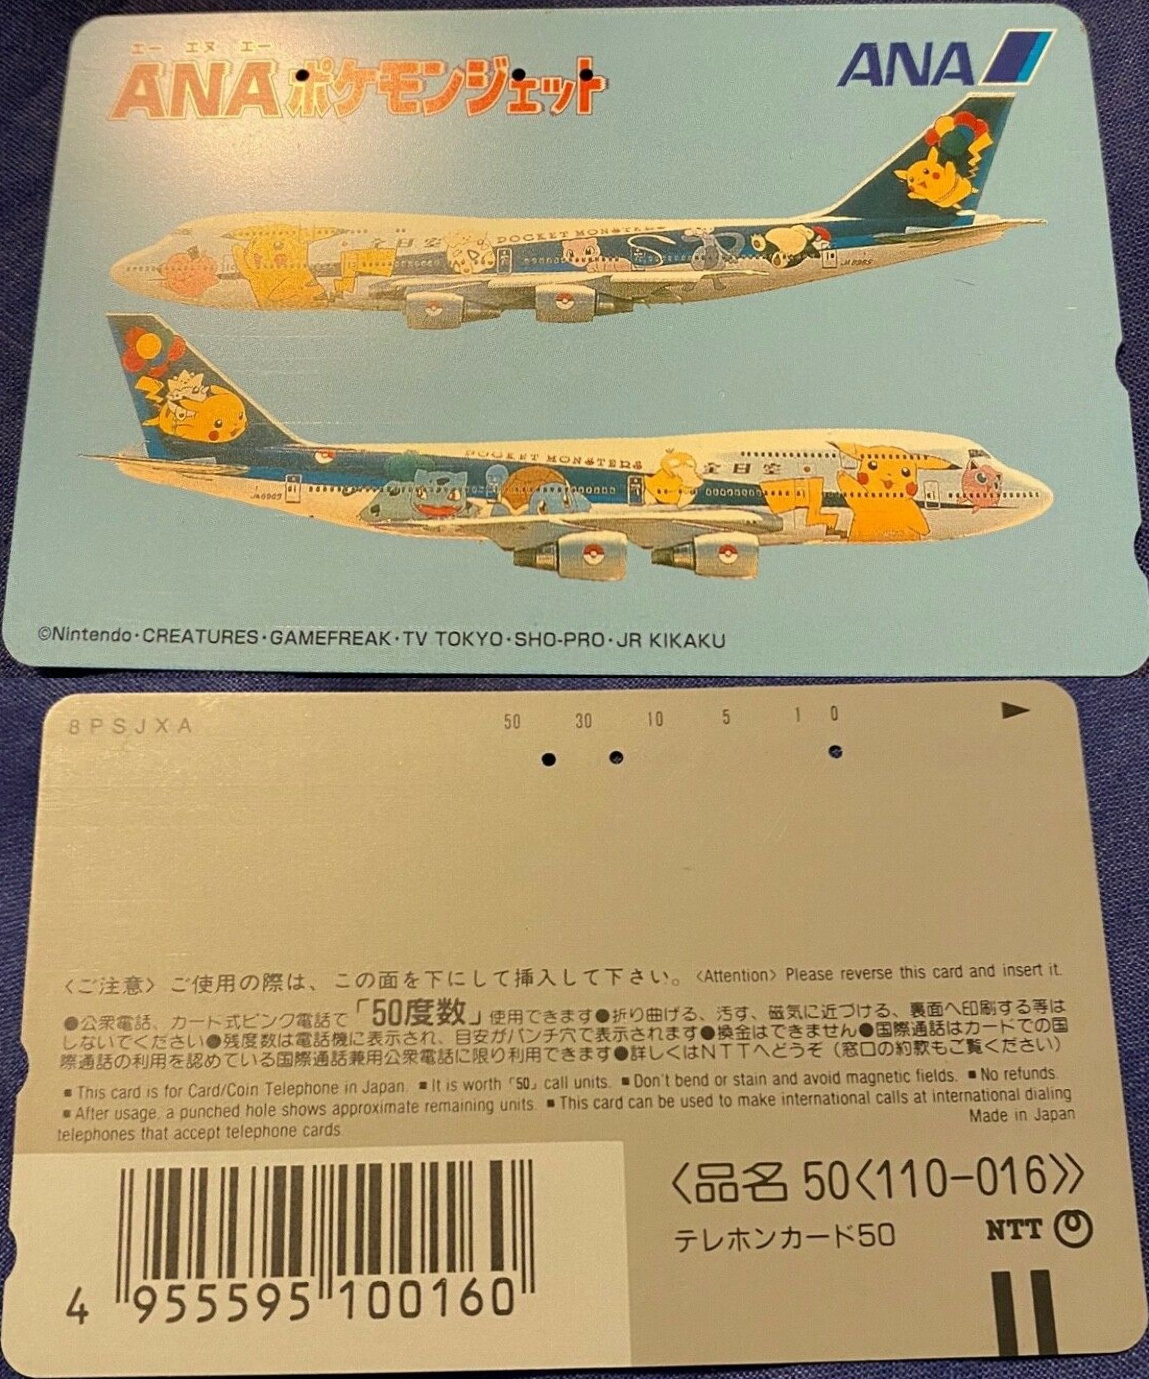 エー エヌ エー
ANAポケモンジェット
ANA
全日空 POCKET MONSTERS
JA8965
POCKET MONSTERS
全日空
JA8965
©Nintendo・CREATURES・GAMEFREAK・TV TOKYO・SHO-PRO・JR KIKAKU
8PSJXA
50 30 10 5 1 0
〈ご注意〉ご使用の際は、この面を下にして挿入して下さい。〈Attention〉Please reverse this card and insert it.
●公衆電話、カード式ピンク電話で「50度数」使用できます●折り曲げる、汚す、磁気に近づける、裏面へ印刷する等は
しないでください●残度数は電話機に表示され、目安がパンチ穴で表示されます●換金はできません●国際通話はカードでの国
際通話の利用を認めている国際通話兼用公衆電話に限り利用できます●詳しくはNTTへどうぞ（窓口の約款もご覧ください）
■This card is for Card/Coin Telephone in Japan. ■It is worth「50」call units. ■Don't bend or stain and avoid magnetic fields. ■No refunds.
■After usage, a punched hole shows approximate remaining units. ■This card can be used to make international calls at international dialing
telephones that accept telephone cards.
Made in Japan
〈品名 50〈110-016〉〉
テレホンカード50
NTT
4 955595 100160